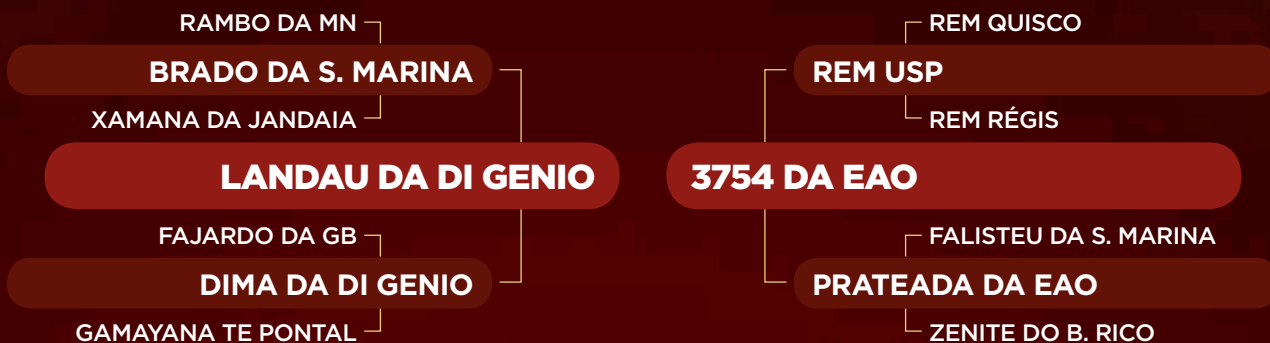 RAMBO DA MN
BRADO DA S. MARINA
XAMANA DA JANDAIA
LANDAU DA DI GENIO
FAJARDO DA GB
DIMA DA DI GENIO
GAMAYANA TE PONTAL
REM QUISCO
REM USP
REM RÉGIS
3754 DA EAO
FALISTEU DA S. MARINA
PRATEADA DA EAO
ZENITE DO B. RICO